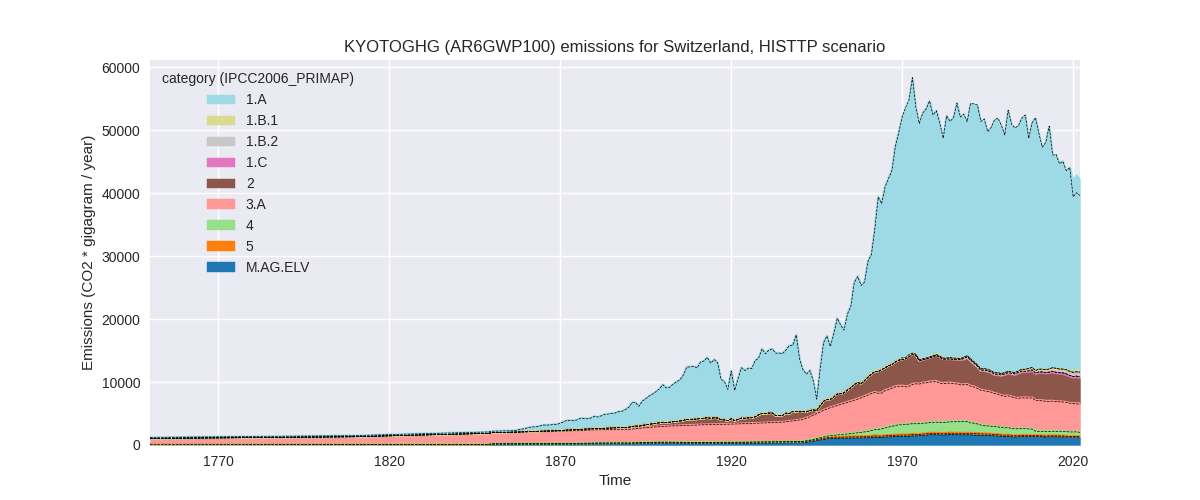 KYOTOGHG (AR6GWP100) emissions for Switzerland, HISTTP scenario
60000
50000
40000
30000
20000
10000
0
Emissions (CO2 * gigagram / year)
category (IPCC2006_PRIMAP)
1.A
1.B.1
1.B.2
1.C
2
3.A
4
5
M.AG.ELV
1770
1820
1870
1920
1970
2020
Time